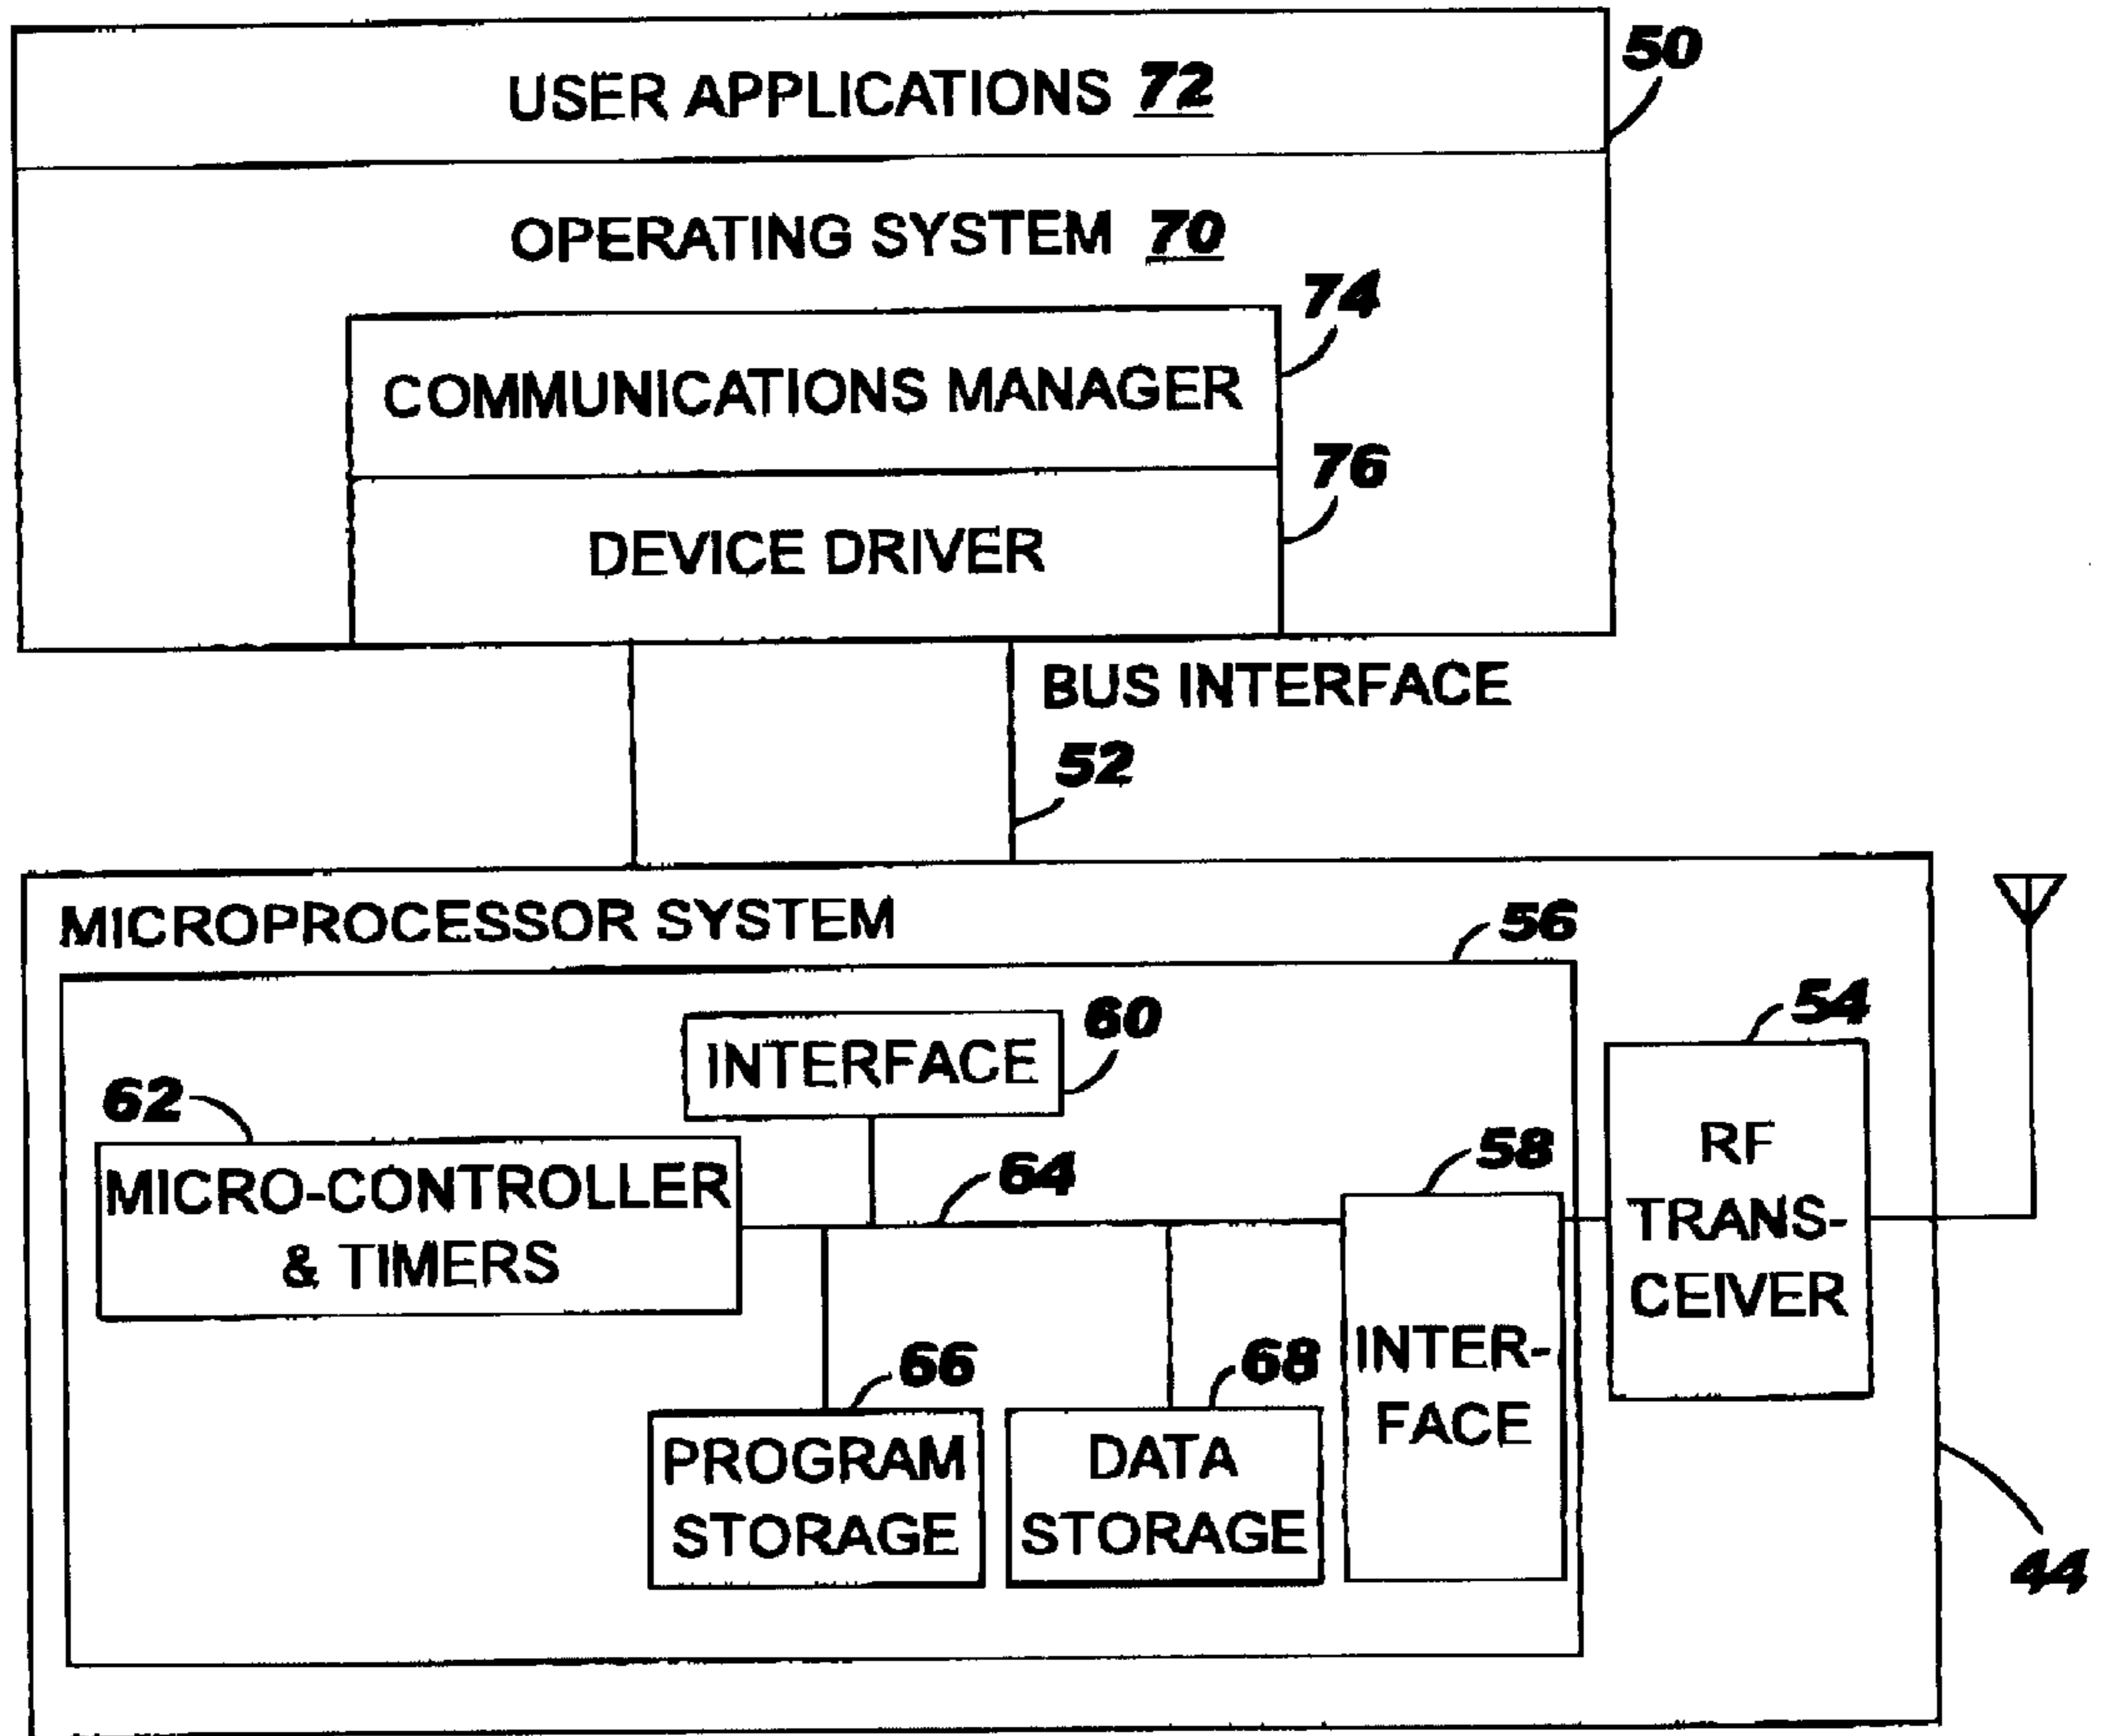 USER APPLICATIONS 72
50
OPERATING SYSTEM 70
74
COMMUNICATIONS MANAGER
76
DEVICE DRIVER
BUS INTERFACE
52
MICROPROCESSOR SYSTEM
56
54
INTERFACE
60
62
MICRO-CONTROLLER
& TIMERS
64
58
RF
TRANS-
CEIVER
INTER-
FACE
66
68
PROGRAM
STORAGE
DATA
STORAGE
44